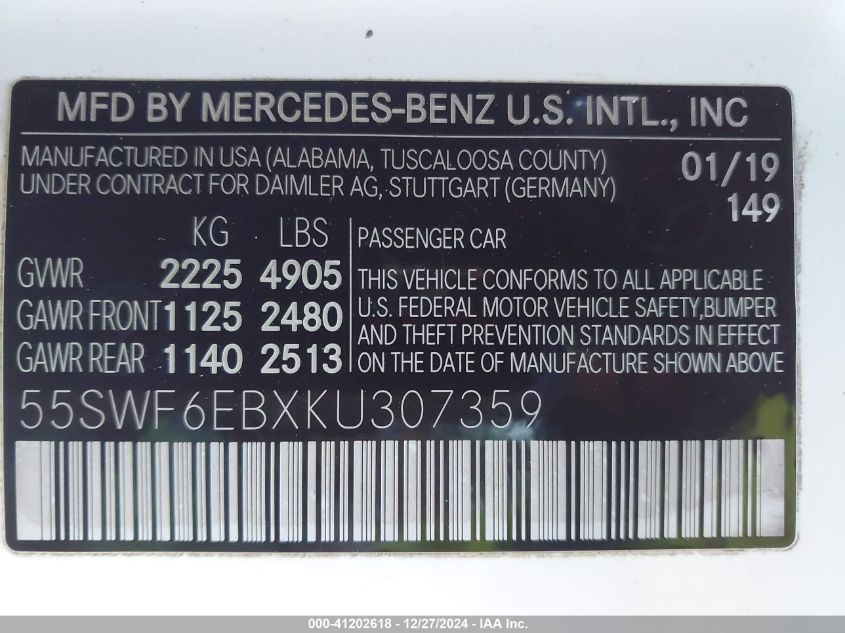 MFD BY MERCEDES-BENZ U.S. INTL., INC
MANUFACTURED IN USA (ALABAMA, TUSCALOOSA COUNTY)
UNDER CONTRACT FOR DAIMLER AG, STUTTGART (GERMANY)
01/19
149
KG LBS
GVWR 2225 4905
GAWR FRONT 1125 2480
GAWR REAR 1140 2513
PASSENGER CAR
THIS VEHICLE CONFORMS TO ALL APPLICABLE
U.S. FEDERAL MOTOR VEHICLE SAFETY,BUMPER
AND THEFT PREVENTION STANDARDS IN EFFECT
ON THE DATE OF MANUFACTURE SHOWN ABOVE
55SWF6EBXKU307359
000-41202618 - 12/27/2024 - IAA Inc.